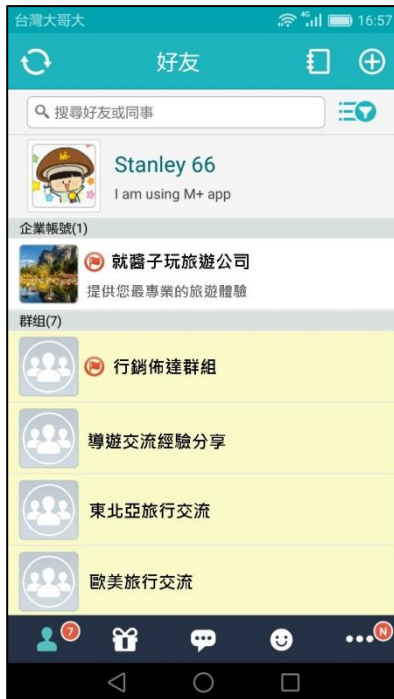 台灣大哥大 4G 16:57
好友
搜尋好友或同事
Stanley 66
I am using M+ app
企業帳號(1)
就醬子玩旅遊公司
提供您最專業的旅遊體驗
群组(7)
行銷佈達群組
導遊交流經驗分享
東北亞旅行交流
歐美旅行交流
7 N